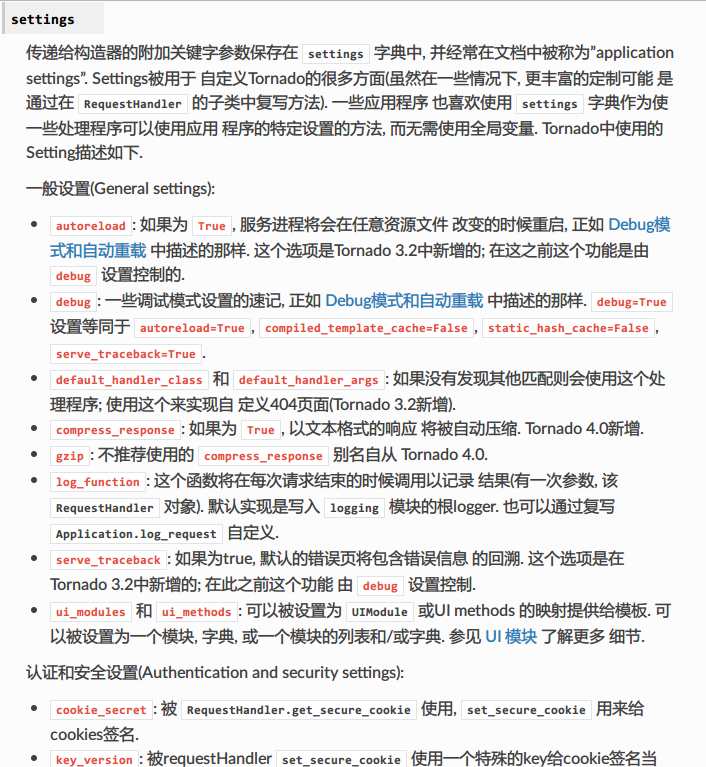 settings
传递给构造器的附加关键字参数保存在 settings 字典中, 并经常在文档中被称为”application
settings”. Settings被用于 自定义Tornado的很多方面(虽然在一些情况下, 更丰富的定制可能 是
通过在 RequestHandler 的子类中复写方法). 一些应用程序 也喜欢使用 settings 字典作为使
一些处理程序可以使用应用 程序的特定设置的方法, 而无需使用全局变量. Tornado中使用的
Setting描述如下.
一般设置(General settings):
• autoreload: 如果为 True, 服务进程将会在任意资源文件 改变的时候重启, 正如 Debug模
式和自动重载 中描述的那样. 这个选项是Tornado 3.2中新增的; 在这之前这个功能是由
debug 设置控制的.
• debug: 一些调试模式设置的速记, 正如 Debug模式和自动重载 中描述的那样. debug=True
设置等同于 autoreload=True, compiled_template_cache=False, static_hash_cache=False,
serve_traceback=True.
• default_handler_class 和 default_handler_args: 如果没有发现其他匹配则会使用这个处
理程序; 使用这个来实现自 定义404页面(Tornado 3.2新增).
• compress_response: 如果为 True, 以文本格式的响应 将被自动压缩. Tornado 4.0新增.
• gzip: 不推荐使用的 compress_response 别名自从 Tornado 4.0.
• log_function: 这个函数将在每次请求结束的时候调用以记录 结果(有一次参数, 该
RequestHandler 对象). 默认实现是写入 logging 模块的根logger. 也可以通过复写
Application.log_request 自定义.
• serve_traceback: 如果为true, 默认的错误页将包含错误信息 的回溯. 这个选项是在
Tornado 3.2中新增的; 在此之前这个功能 由 debug 设置控制.
• ui_modules 和 ui_methods: 可以被设置为 UIModule 或UI methods 的映射提供给模板. 可
以被设置为一个模块, 字典, 或一个模块的列表和/或字典. 参见 UI 模块 了解更多 细节.
认证和安全设置(Authentication and security settings):
• cookie_secret: 被 RequestHandler.get_secure_cookie 使用, set_secure_cookie 用来给
cookies签名.
• key_version: 被requestHandler set_secure_cookie 使用一个特殊的key给cookie签名当